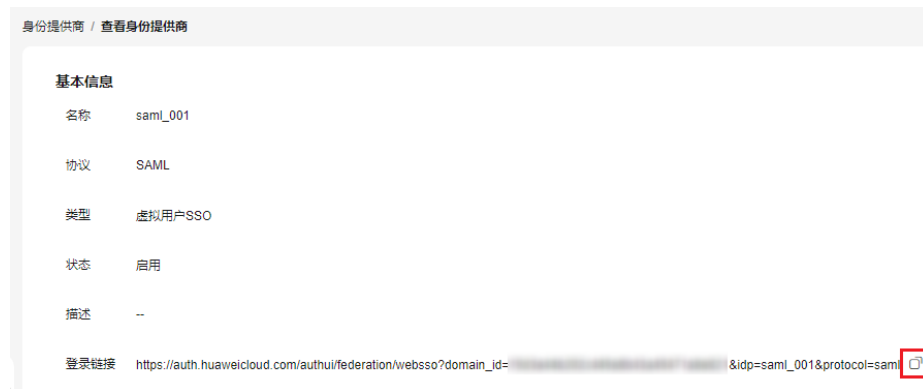 身份提供商 / 查看身份提供商
基本信息
名称 saml_001
协议 SAML
类型 虚拟用户SSO
状态 启用
描述 --
登录链接 https://auth.huaweicloud.com/authui/federation/websso?domain_id= &idp=saml_001&protocol=saml